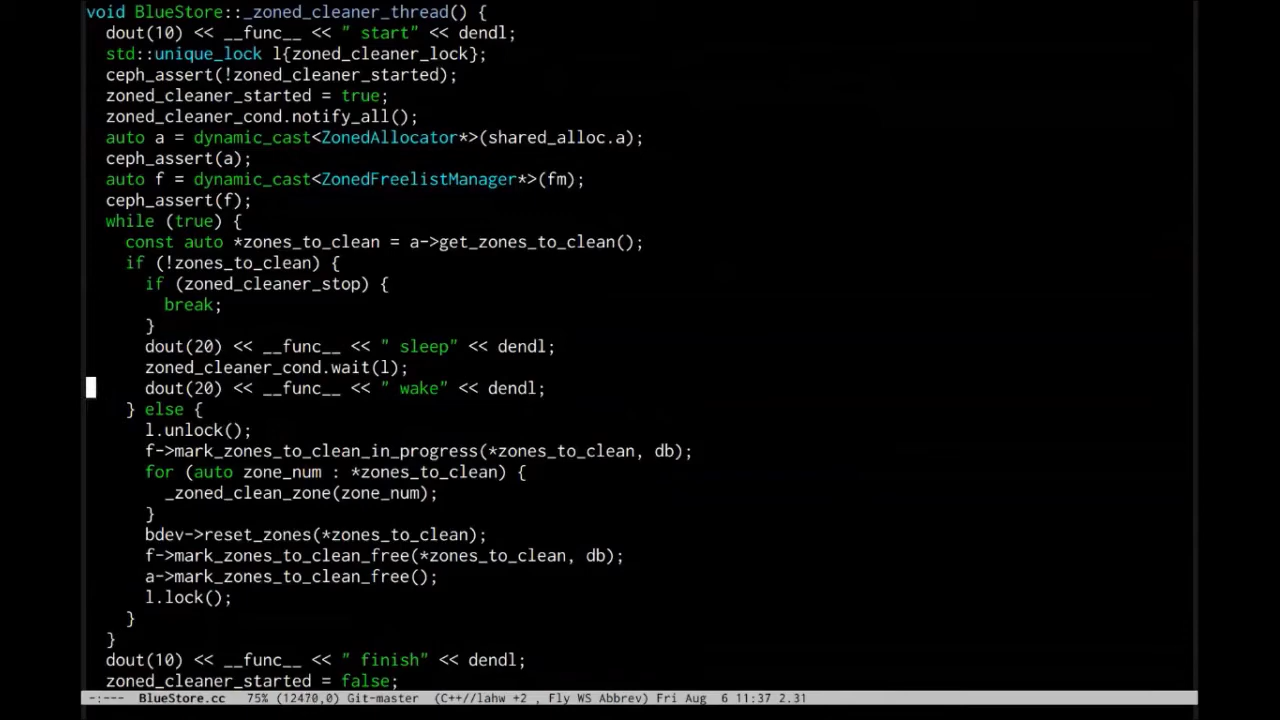 void BlueStore::_zoned_cleaner_thread() {
  dout(10) << __func__ << " start" << dendl;
  std::unique_lock l{zoned_cleaner_lock};
  ceph_assert(!zoned_cleaner_started);
  zoned_cleaner_started = true;
  zoned_cleaner_cond.notify_all();
  auto a = dynamic_cast<ZonedAllocator*>(shared_alloc.a);
  ceph_assert(a);
  auto f = dynamic_cast<ZonedFreelistManager*>(fm);
  ceph_assert(f);
  while (true) {
    const auto *zones_to_clean = a->get_zones_to_clean();
    if (!zones_to_clean) {
      if (zoned_cleaner_stop) {
        break;
      }
      dout(20) << __func__ << " sleep" << dendl;
      zoned_cleaner_cond.wait(l);
      dout(20) << __func__ << " wake" << dendl;
    } else {
      l.unlock();
      f->mark_zones_to_clean_in_progress(*zones_to_clean, db);
      for (auto zone_num : *zones_to_clean) {
        _zoned_clean_zone(zone_num);
      }
      bdev->reset_zones(*zones_to_clean);
      f->mark_zones_to_clean_free(*zones_to_clean, db);
      a->mark_zones_to_clean_free();
      l.lock();
    }
  }
  dout(10) << __func__ << " finish" << dendl;
  zoned_cleaner_started = false;
-:--- BlueStore.cc 75% (12470,0) Git-master (C++//lahw +2 , Fly WS Abbrev) Fri Aug 6 11:37 2.31